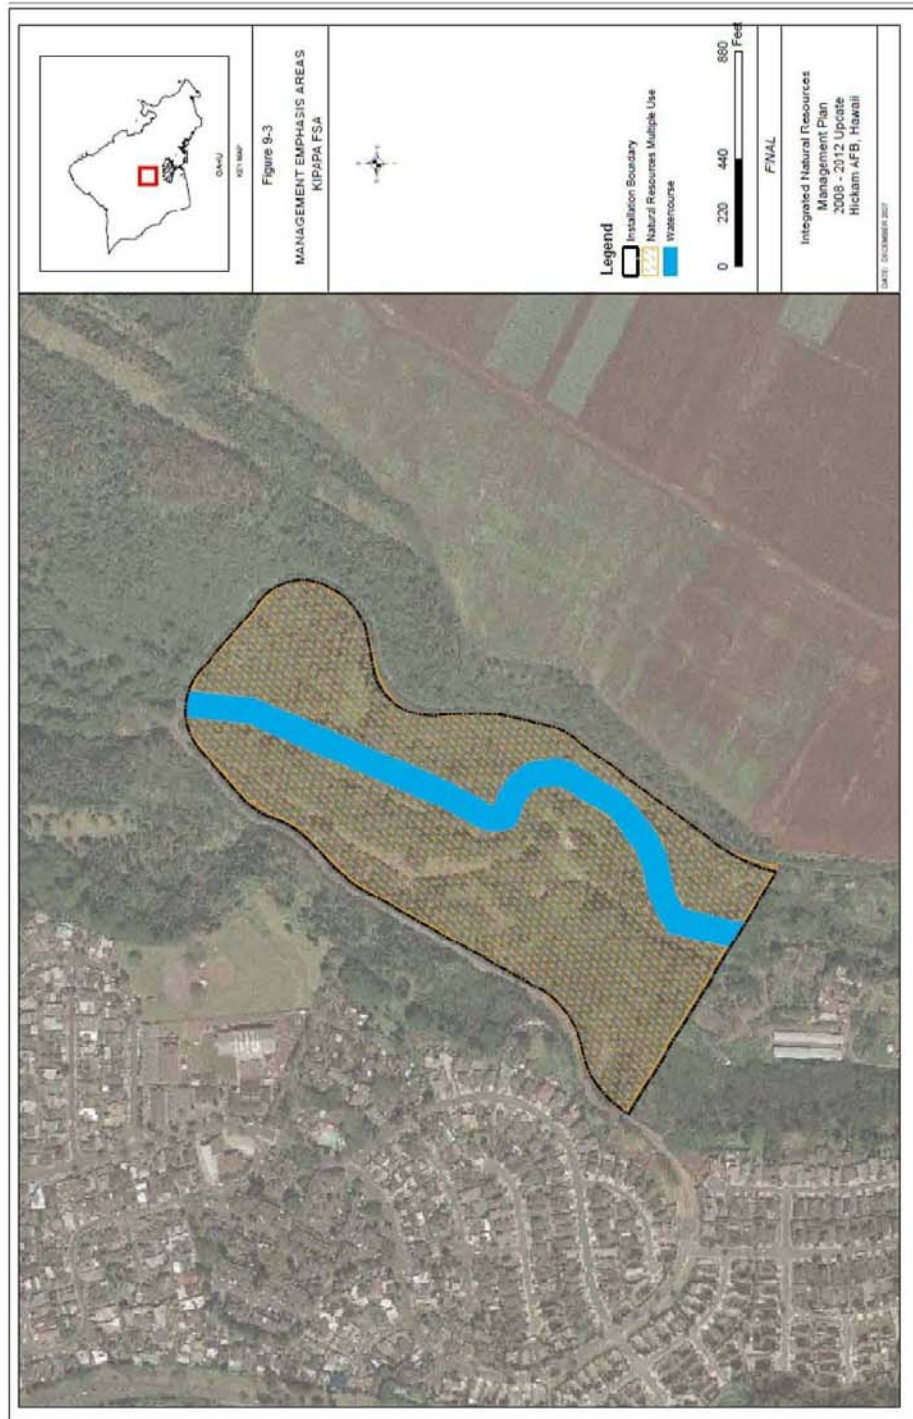 OAHU
KEY MAP
Figure 9-3
MANAGEMENT EMPHASIS AREAS
KIPAPA FSA
Legend
Installation Boundary
Natural Resources Multiple Use
Watercourse
0 220 440 880
Feet
FINAL
Integrated Natural Resources
Management Plan
2008 - 2012 Update
Hickam AFB, Hawaii
DATE: DECEMBER 2007